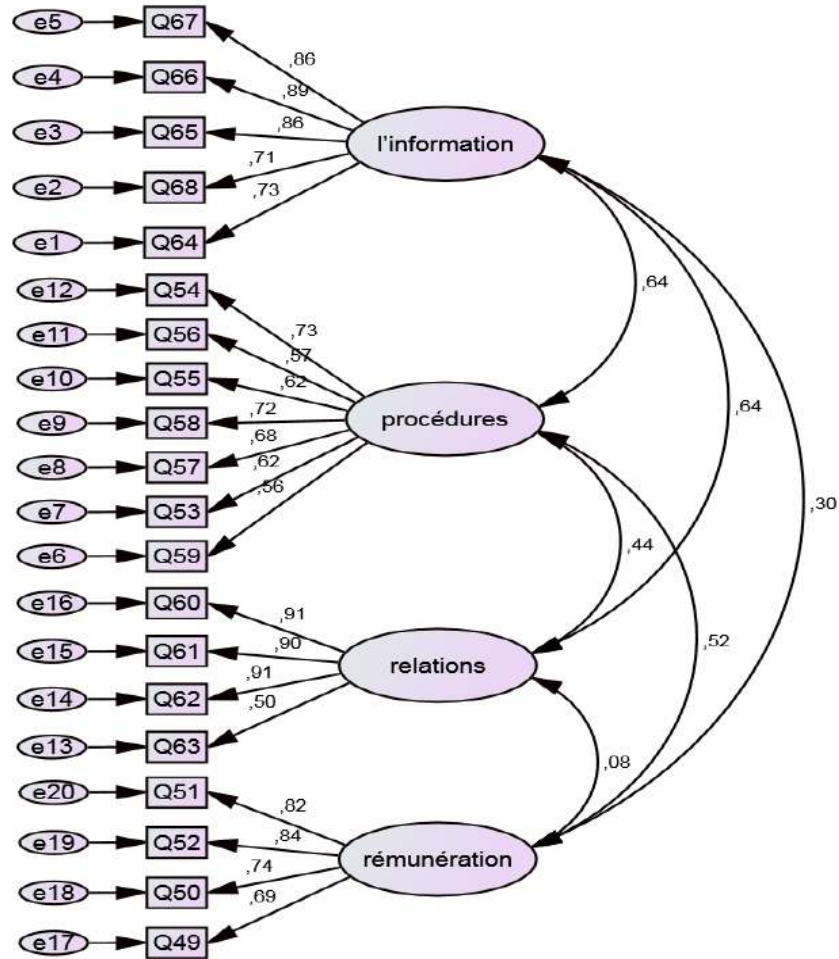 e5 Q67
,86
e4 Q66
,89
e3 Q65
,86
l'information
e2 Q68
,71
,73
e1 Q64
e12 Q54
,64
e11 Q56
,73
,57
e10 Q55
,62
,64
e9 Q58
,72
procédures
e8 Q57
,68
e7 Q53
,62
,56
,30
e6 Q59
,44
e16 Q60
,91
e15 Q61
,90
,52
relations
e14 Q62
,91
,50
e13 Q63
,08
e20 Q51
,82
e19 Q52
,84
rémunération
e18 Q50
,74
,69
e17 Q49